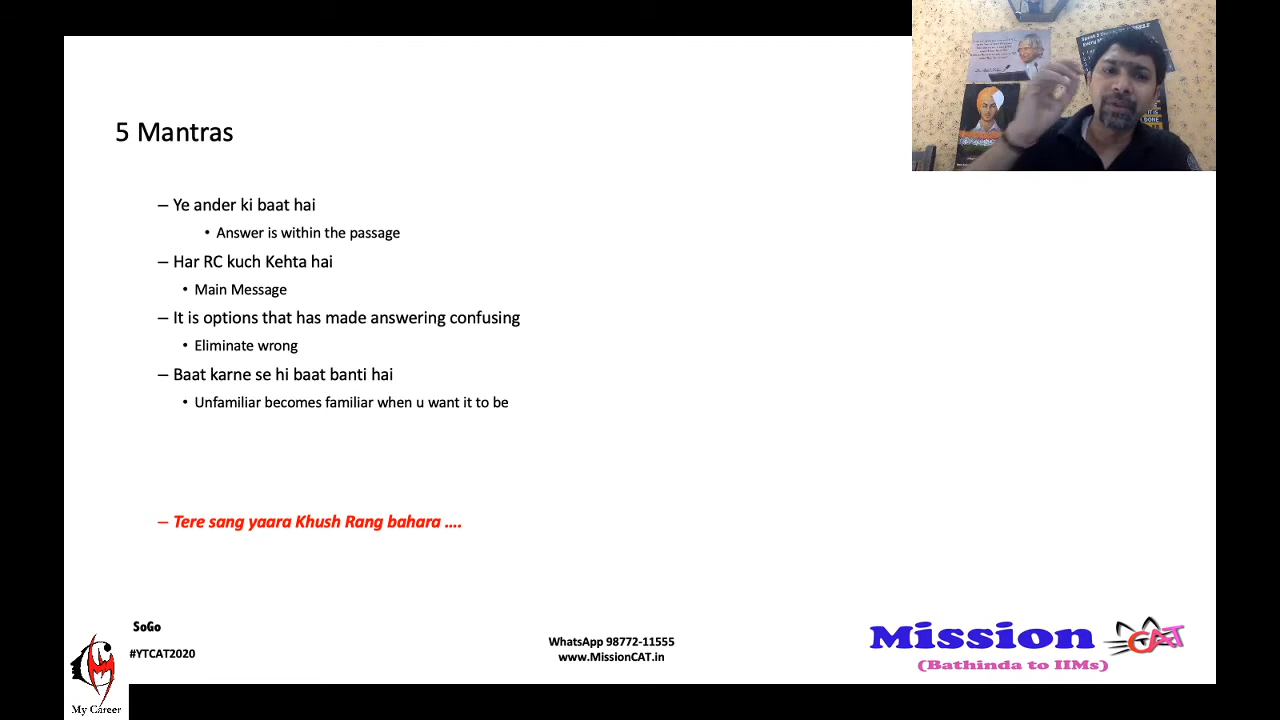 5 Mantras
– Ye ander ki baat hai
• Answer is within the passage
– Har RC kuch Kehta hai
• Main Message
– It is options that has made answering confusing
• Eliminate wrong
– Baat karne se hi baat banti hai
• Unfamiliar becomes familiar when u want it to be
– Tere sang yaara Khush Rang bahara ....
SoGo
#YTCAT2020
My Career
WhatsApp 98772-11555
www.MissionCAT.in
Mission CAT
(Bathinda to IIMs)